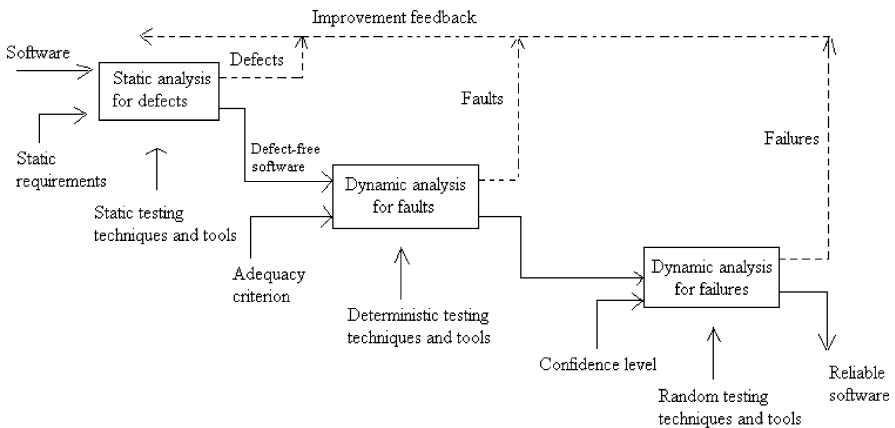 Improvement feedback
Software
Defects
Static analysis
for defects
Faults
Failures
Static
requirements
Defect-free
software
Dynamic analysis
for faults
Static testing
techniques and tools
Adequacy
criterion
Dynamic analysis
for failures
Deterministic testing
techniques and tools
Confidence level
Reliable
software
Random testing
techniques and tools